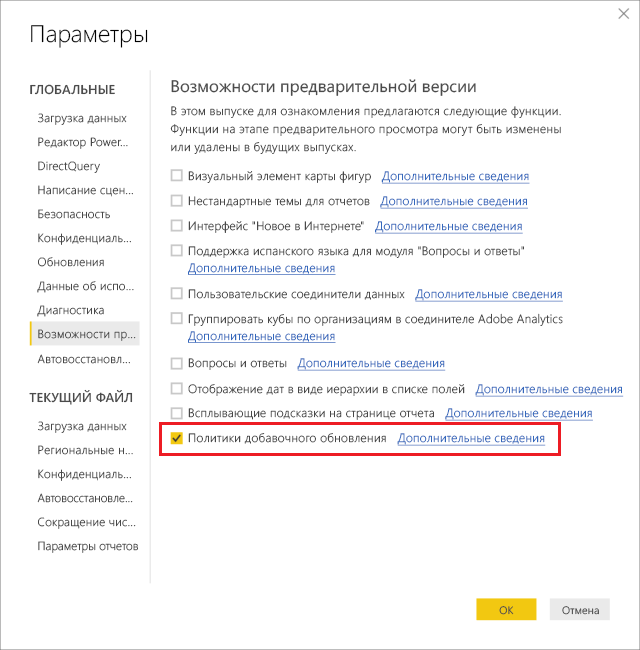 Параметры
ГЛОБАЛЬНЫЕ
Загрузка данных
Редактор Power...
DirectQuery
Написание сцен...
Безопасность
Конфиденциаль...
Обновления
Данные об испо...
Диагностика
Возможности пр...
Автовосстановл...
ТЕКУЩИЙ ФАЙЛ
Загрузка данных
Региональные н...
Конфиденциаль...
Автовосстановле...
Сокращение чис...
Параметры отчетов
Возможности предварительной версии
В этом выпуске для ознакомления предлагаются следующие функции.
Функции на этапе предварительного просмотра могут быть изменены
или удалены в будущих выпусках.
Визуальный элемент карты фигур Дополнительные сведения
Нестандартные темы для отчетов Дополнительные сведения
Интерфейс "Новое в Интернете" Дополнительные сведения
Поддержка испанского языка для модуля "Вопросы и ответы"
Дополнительные сведения
Пользовательские соединители данных Дополнительные сведения
Группировать кубы по организациям в соединителе Adobe Analytics
Дополнительные сведения
Вопросы и ответы Дополнительные сведения
Отображение дат в виде иерархии в списке полей Дополнительные сведения
Всплывающие подсказки на странице отчета Дополнительные сведения
Политики добавочного обновления Дополнительные сведения
ОК
Отмена